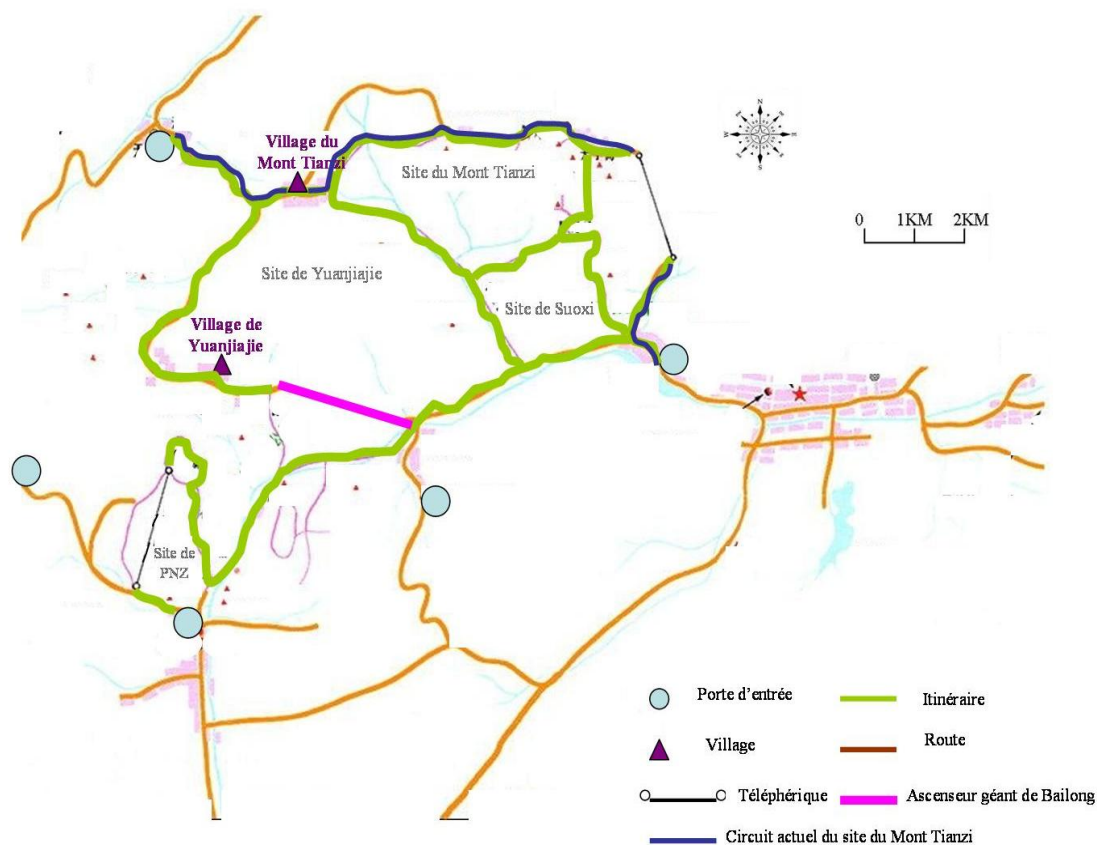 Village du
Mont Tianzi
Site du Mont Tianzi
0 1KM 2KM
Site de Yuanjiajie
Site de Suoxi
Village de
Yuanjiajie
Site de
PNZ
Porte d'entrée
Itinéraire
Village
Route
Téléphérique
Ascenseur géant de Bailong
Circuit actuel du site du Mont Tianzi